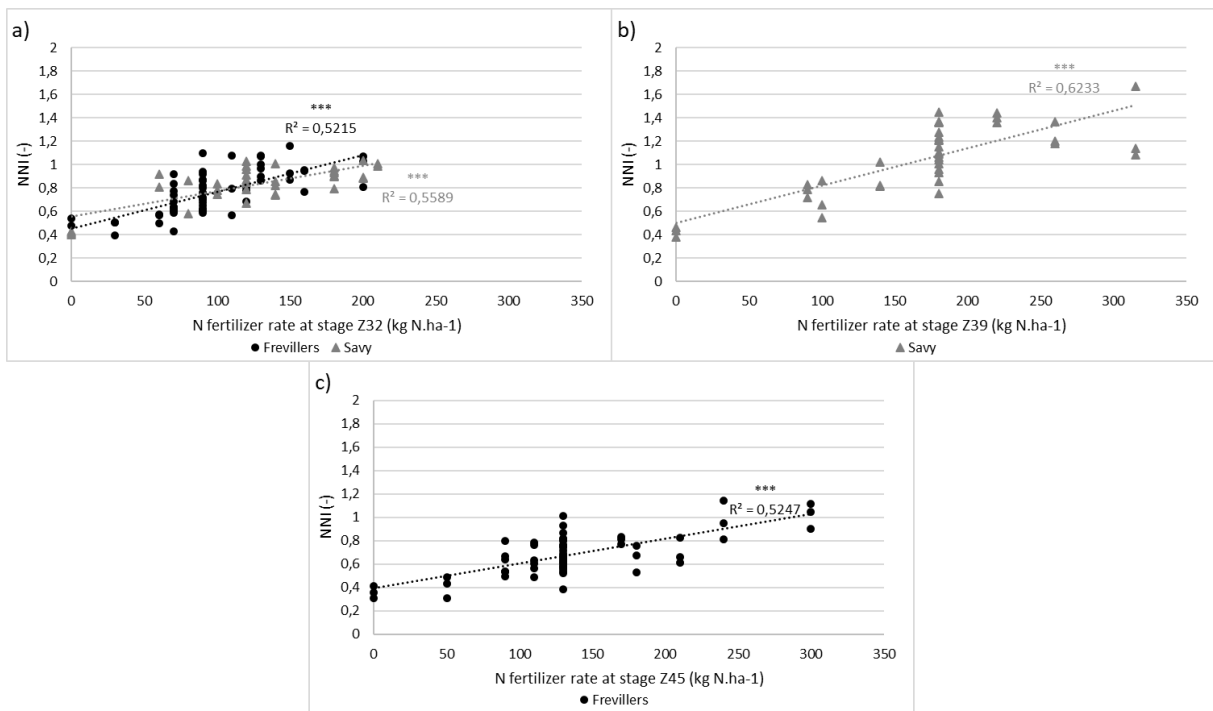 a)
2
1,8
1,6
1,4
1,2
1
0,8
0,6
0,4
0,2
0
NNI (-)
***
R² = 0,5215
***
R² = 0,5589
0 50 100 150 200 250 300 350
N fertilizer rate at stage Z32 (kg N.ha-1)
Frevillers Savy
b)
2
1,8
1,6
1,4
1,2
1
0,8
0,6
0,4
0,2
0
NNI (-)
***
R² = 0,6233
0 50 100 150 200 250 300 350
N fertilizer rate at stage Z39 (kg N.ha-1)
Savy
c)
2
1,8
1,6
1,4
1,2
1
0,8
0,6
0,4
0,2
0
NNI (-)
***
R² = 0,5247
0 50 100 150 200 250 300 350
N fertilizer rate at stage Z45 (kg N.ha-1)
Frevillers